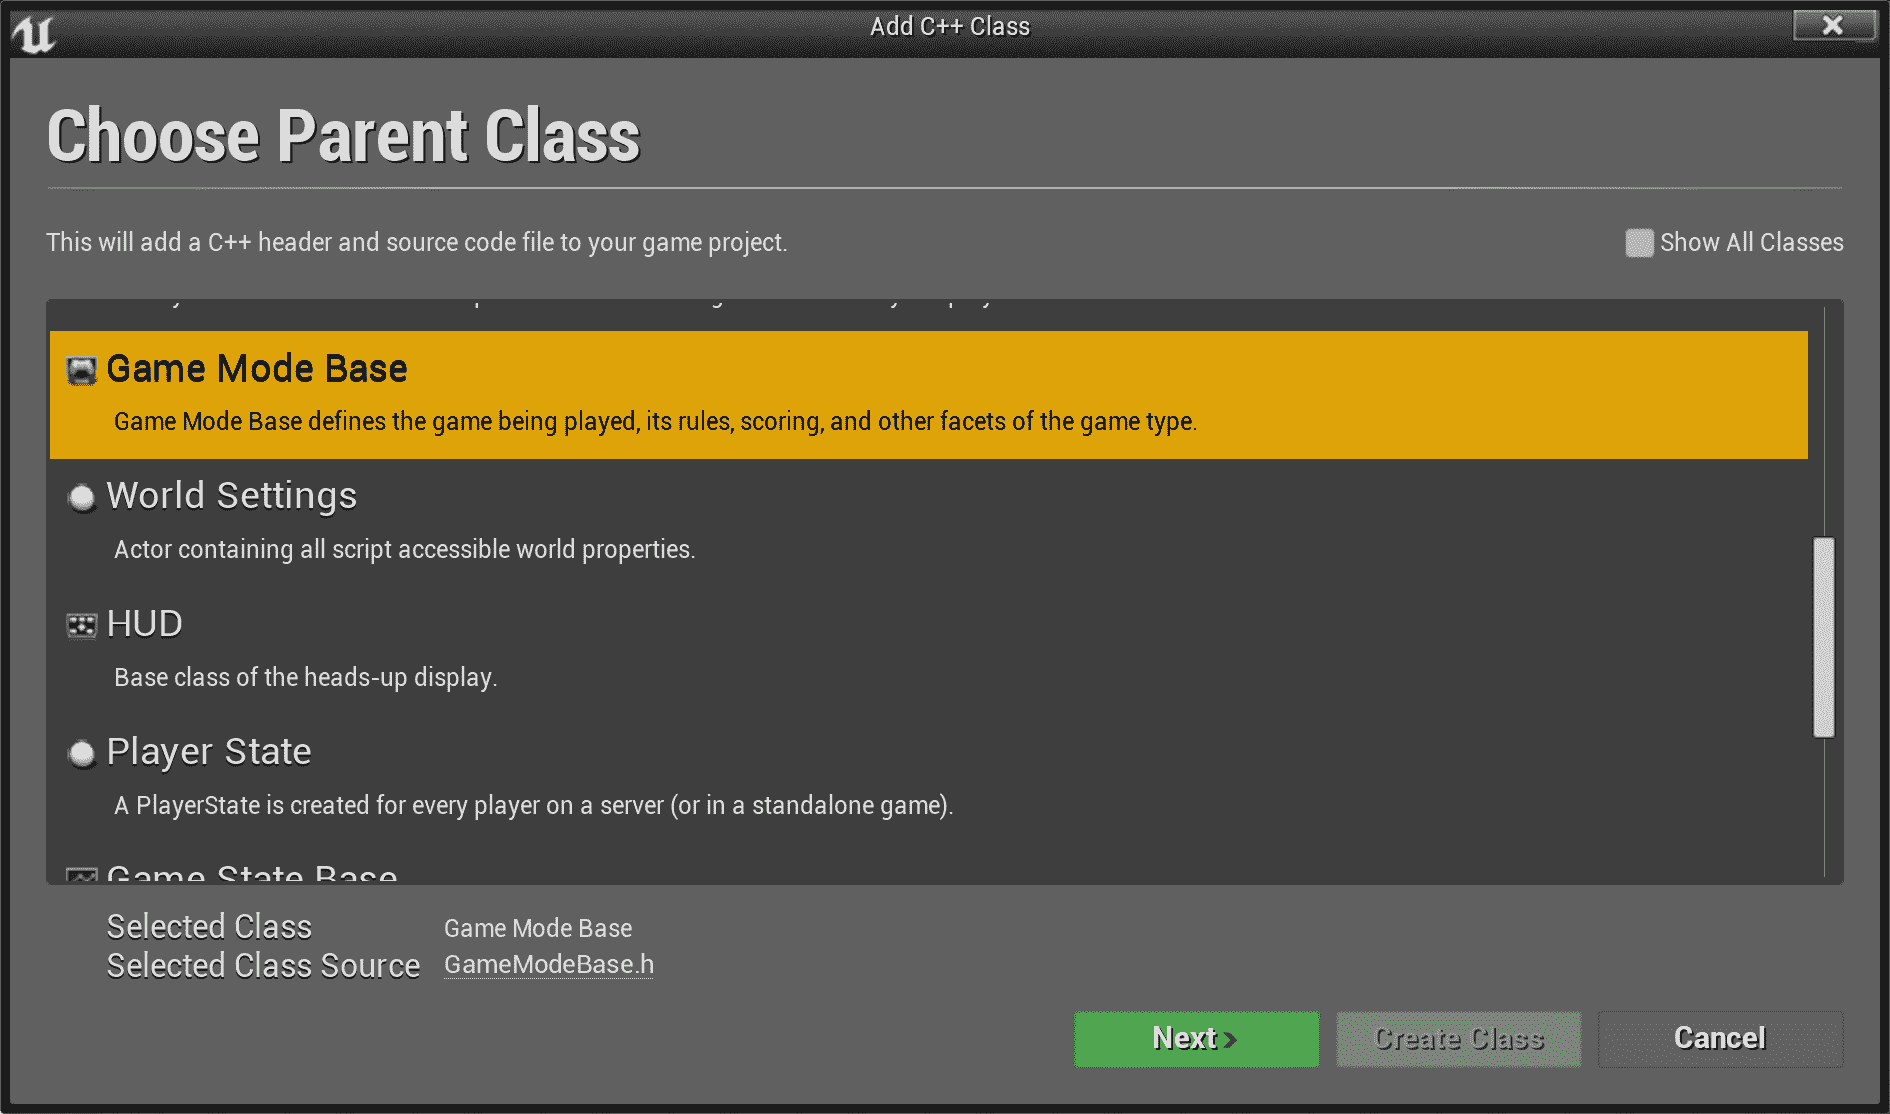 Add C++ Class
Choose Parent Class
This will add a C++ header and source code file to your game project.
Show All Classes
Game Mode Base
Game Mode Base defines the game being played, its rules, scoring, and other facets of the game type.
World Settings
Actor containing all script accessible world properties.
HUD
Base class of the heads-up display.
Player State
A PlayerState is created for every player on a server (or in a standalone game).
Game State Base
Selected Class
Game Mode Base
Selected Class Source
GameModeBase.h
Next
Create Class
Cancel